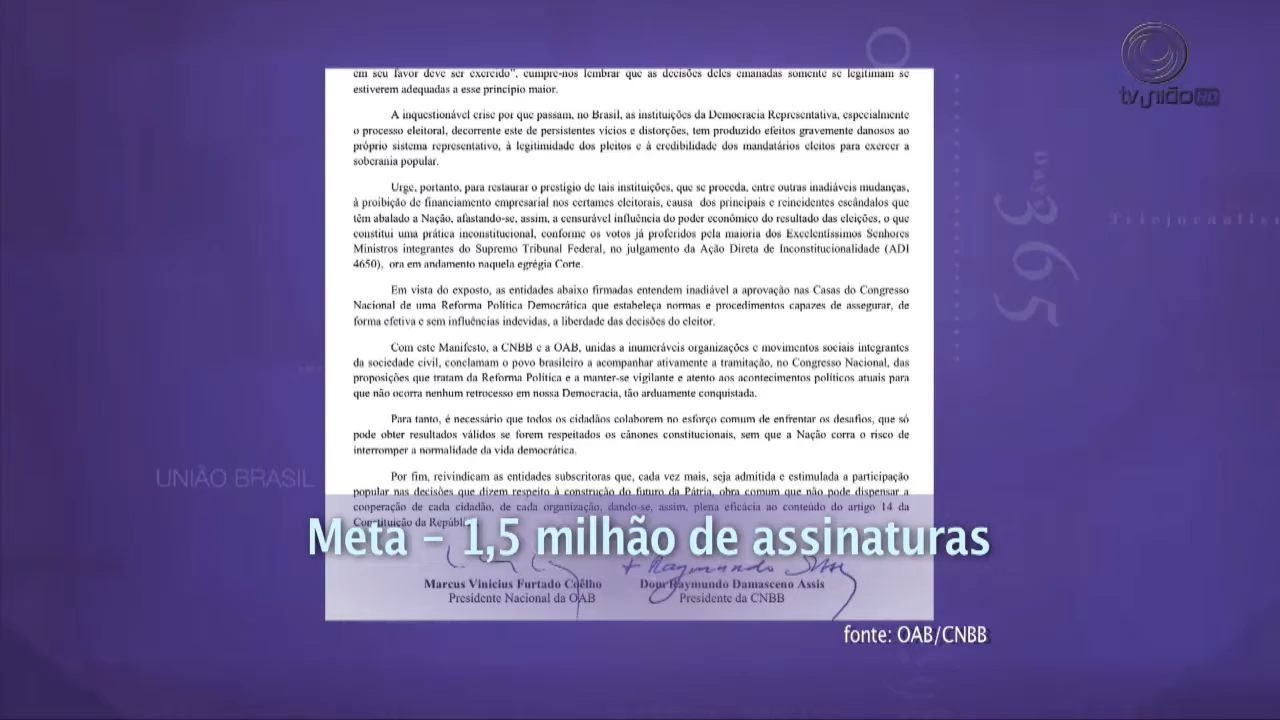 tv união HD
em seu favor deve ser exercido", cumpre-nos lembrar que as decisões deles emanadas somente se legitimam se
estiverem adequadas a esse princípio maior.
A inquestionável crise por que passam, no Brasil, as instituições da Democracia Representativa, especialmente
o processo eleitoral, decorrente este de persistentes vícios e distorções, tem produzido efeitos gravemente danosos ao
próprio sistema representativo, à legitimidade dos pleitos e à credibilidade dos mandatários eleitos para exercer a
soberania popular.
Urge, portanto, para restaurar o prestígio de tais instituições, que se proceda, entre outras inadiáveis mudanças,
à proibição de financiamento empresarial nos certames eleitorais, causa dos principais e reincidentes escândalos que
têm abalado a Nação, afastando-se, assim, a censurável influência do poder econômico do resultado das eleições, o que
constitui uma prática inconstitucional, conforme os votos já proferidos pela maioria dos Excelentíssimos Senhores
Ministros integrantes do Supremo Tribunal Federal, no julgamento da Ação Direta de Inconstitucionalidade (ADI
4650), ora em andamento naquela egrégia Corte.
Em vista do exposto, as entidades abaixo firmadas entendem inadiável a aprovação nas Casas do Congresso
Nacional de uma Reforma Política Democrática que estabeleça normas e procedimentos capazes de assegurar, de
forma efetiva e sem influências indevidas, a liberdade das decisões do eleitor.
Com este Manifesto, a CNBB e a OAB, unidas a inumeráveis organizações e movimentos sociais integrantes
da sociedade civil, conclamam o povo brasileiro a acompanhar ativamente a tramitação, no Congresso Nacional, das
proposições que tratam da Reforma Política e a manter-se vigilante e atento aos acontecimentos políticos atuais para
que não ocorra nenhum retrocesso em nossa Democracia, tão arduamente conquistada.
Para tanto, é necessário que todos os cidadãos colaborem no esforço comum de enfrentar os desafios, que só
pode obter resultados válidos se forem respeitados os cânones constitucionais, sem que a Nação corra o risco de
interromper a normalidade da vida democrática.
Por fim, reivindicam as entidades subscritoras que, cada vez mais, seja admitida e estimulada a participação
popular nas decisões que dizem respeito à construção do futuro da Pátria, obra comum que não pode dispensar a
cooperação de cada cidadão, de cada organização, dando-se, assim, plena eficácia ao conteúdo do artigo 14 da
Constituição da Repúbl
Meta – 1,5 milhão de assinaturas
+ Raymundo
Marcus Vinicius Furtado Coêlho
Dom Raymundo Damasceno Assis
Presidente Nacional da OAB
Presidente da CNBB
fonte: OAB/CNBB
UNIÃO BRASIL
365
Telejornalis